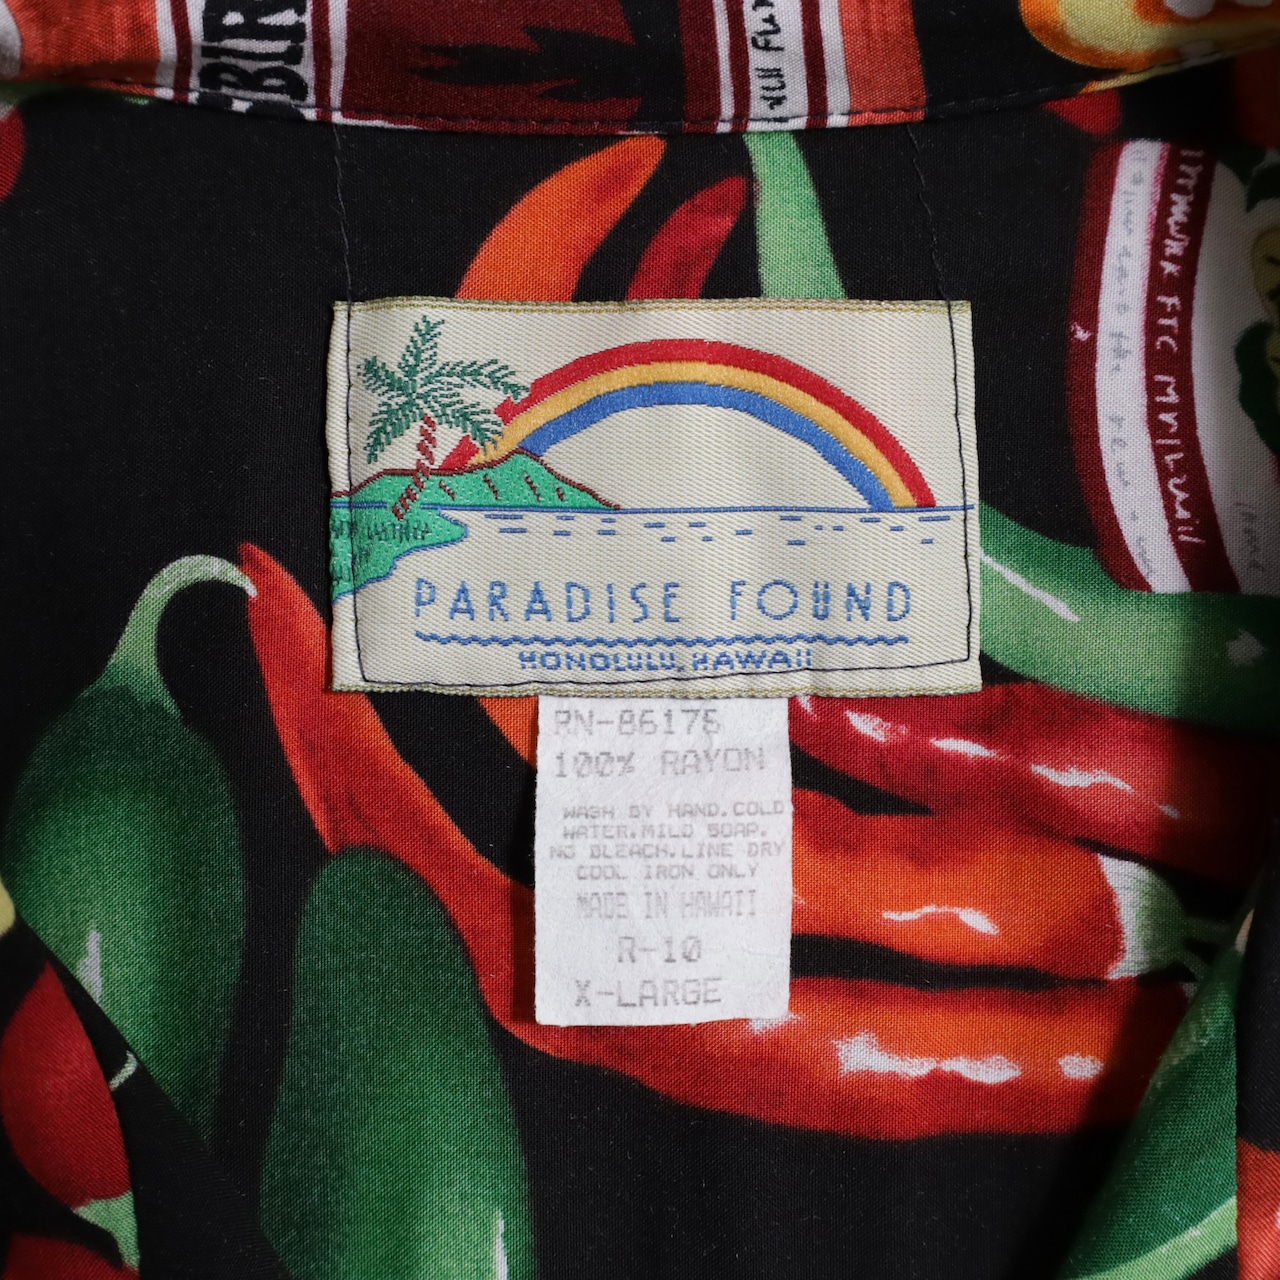 PARADISE FOUND
HONOLULU, HAWAII
RN-86175
100% RAYON
WASH BY HAND.COLD
WATER.MILD SOAP.
NO BLEACH.LINE DRY
COOL IRON ONLY
MADE IN HAWAII
R-10
X-LARGE